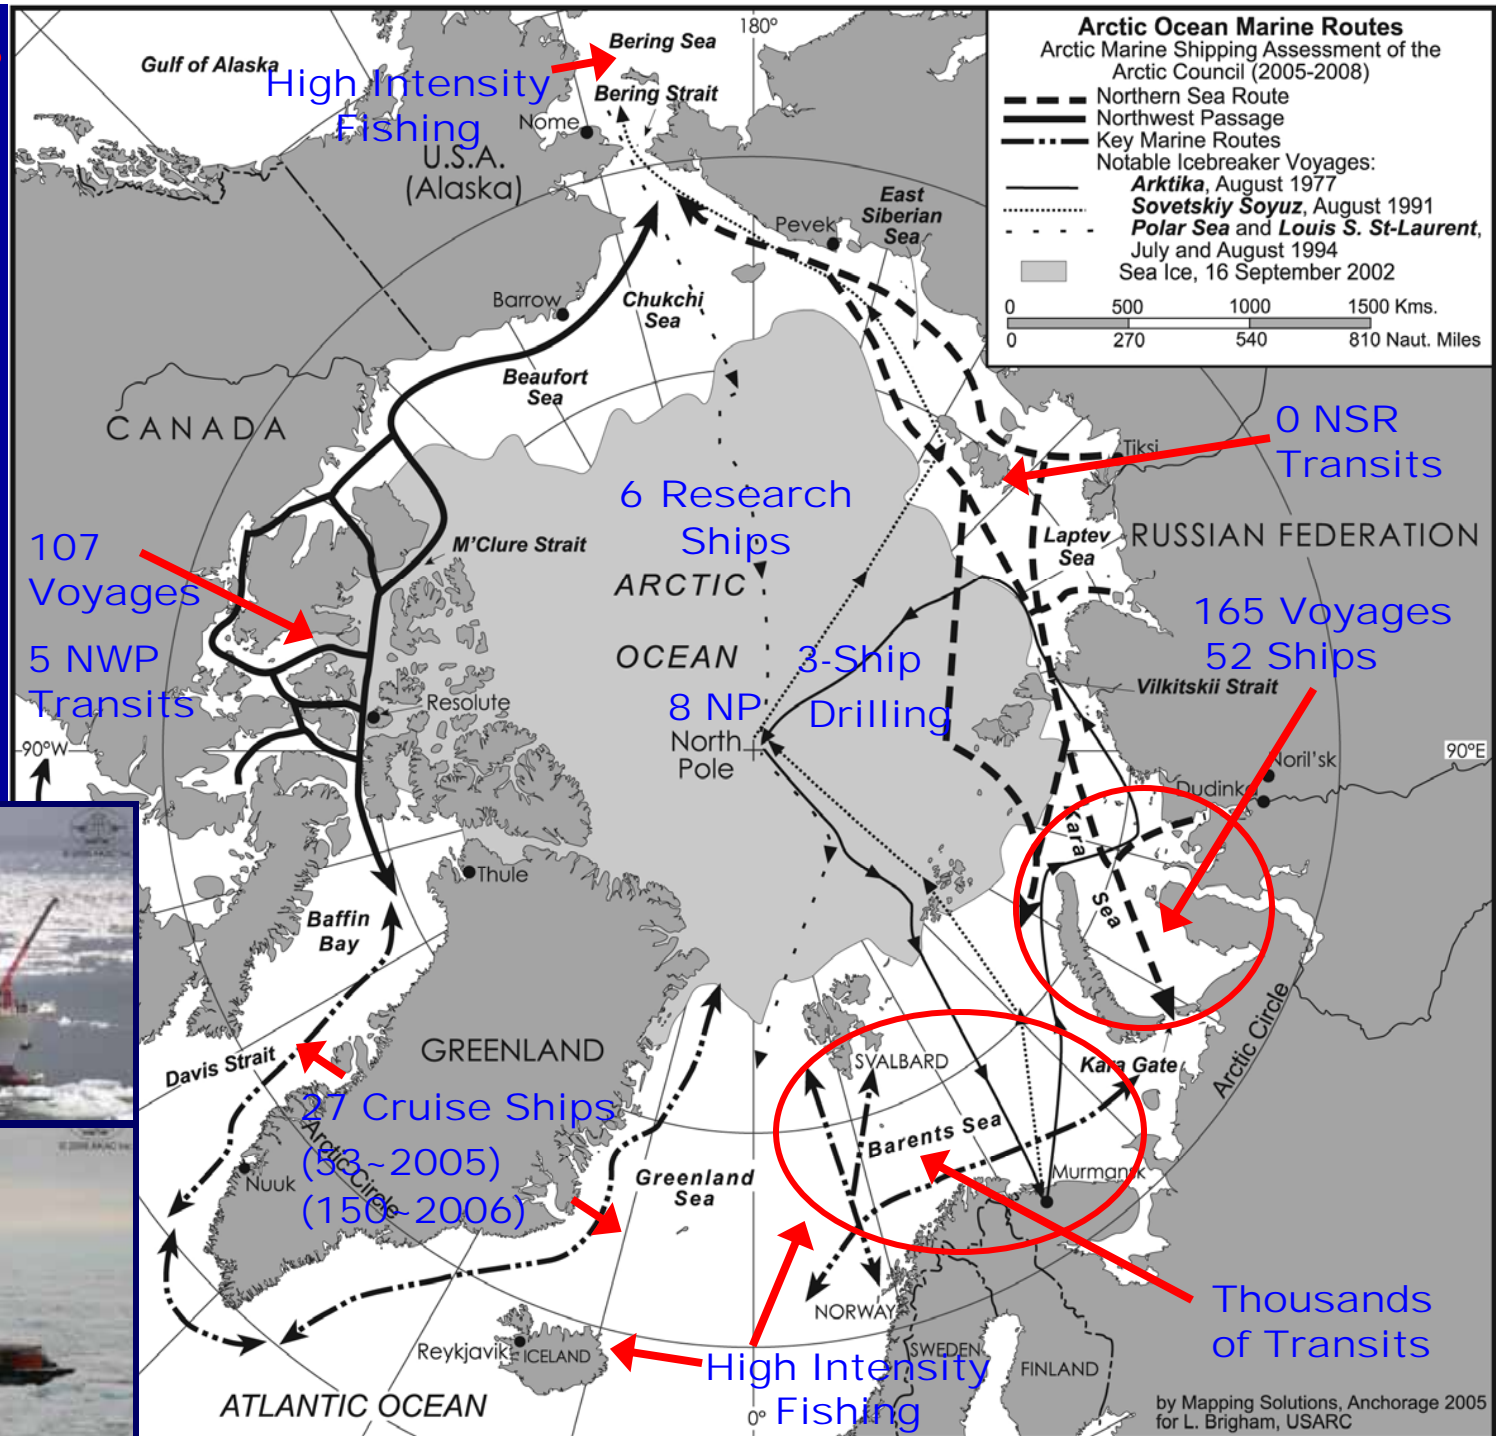 Arctic Ocean Marine Routes
Arctic Marine Shipping Assessment of the
Arctic Council (2005-2008)
Northern Sea Route
Northwest Passage
Key Marine Routes
Notable Icebreaker Voyages:
Arktika, August 1977
Sovetskiy Soyuz, August 1991
Polar Sea and Louis S. St-Laurent,
July and August 1994
Sea Ice, 16 September 2002
0 500 1000 1500 Kms.
0 270 540 810 Naut. Miles
180°
Bering Sea
Gulf of Alaska
High Intensity
Fishing
Bering Strait
Nome
U.S.A.
(Alaska)
East
Siberian
Sea
Pevek
Barrow
Chukchi
Sea
Beaufort
Sea
CANADA
0 NSR
Transits
Tiksi
6 Research
Ships
RUSSIAN FEDERATION
Laptev
Sea
M'Clure Strait
107
Voyages
ARCTIC
OCEAN
165 Voyages
52 Ships
5 NWP
Transits
3-Ship
Drilling
8 NP
North
Pole
Vilkitskii Strait
Resolute
90°W
90°E
Noril'sk
Dudinka
Kara
Sea
Thule
Baffin
Bay
Arctic Circle
GREENLAND
Davis Strait
SVALBARD
Kara Gate
27 Cruise Ships
(53~2005)
(150~2006)
Arctic Circle
Barents Sea
Murmansk
Nuuk
Greenland
Sea
Thousands
of Transits
NORWAY
Reykjavik
ICELAND
SWEDEN
FINLAND
High Intensity
Fishing
ATLANTIC OCEAN
0°
by Mapping Solutions, Anchorage 2005
for L. Brigham, USARC